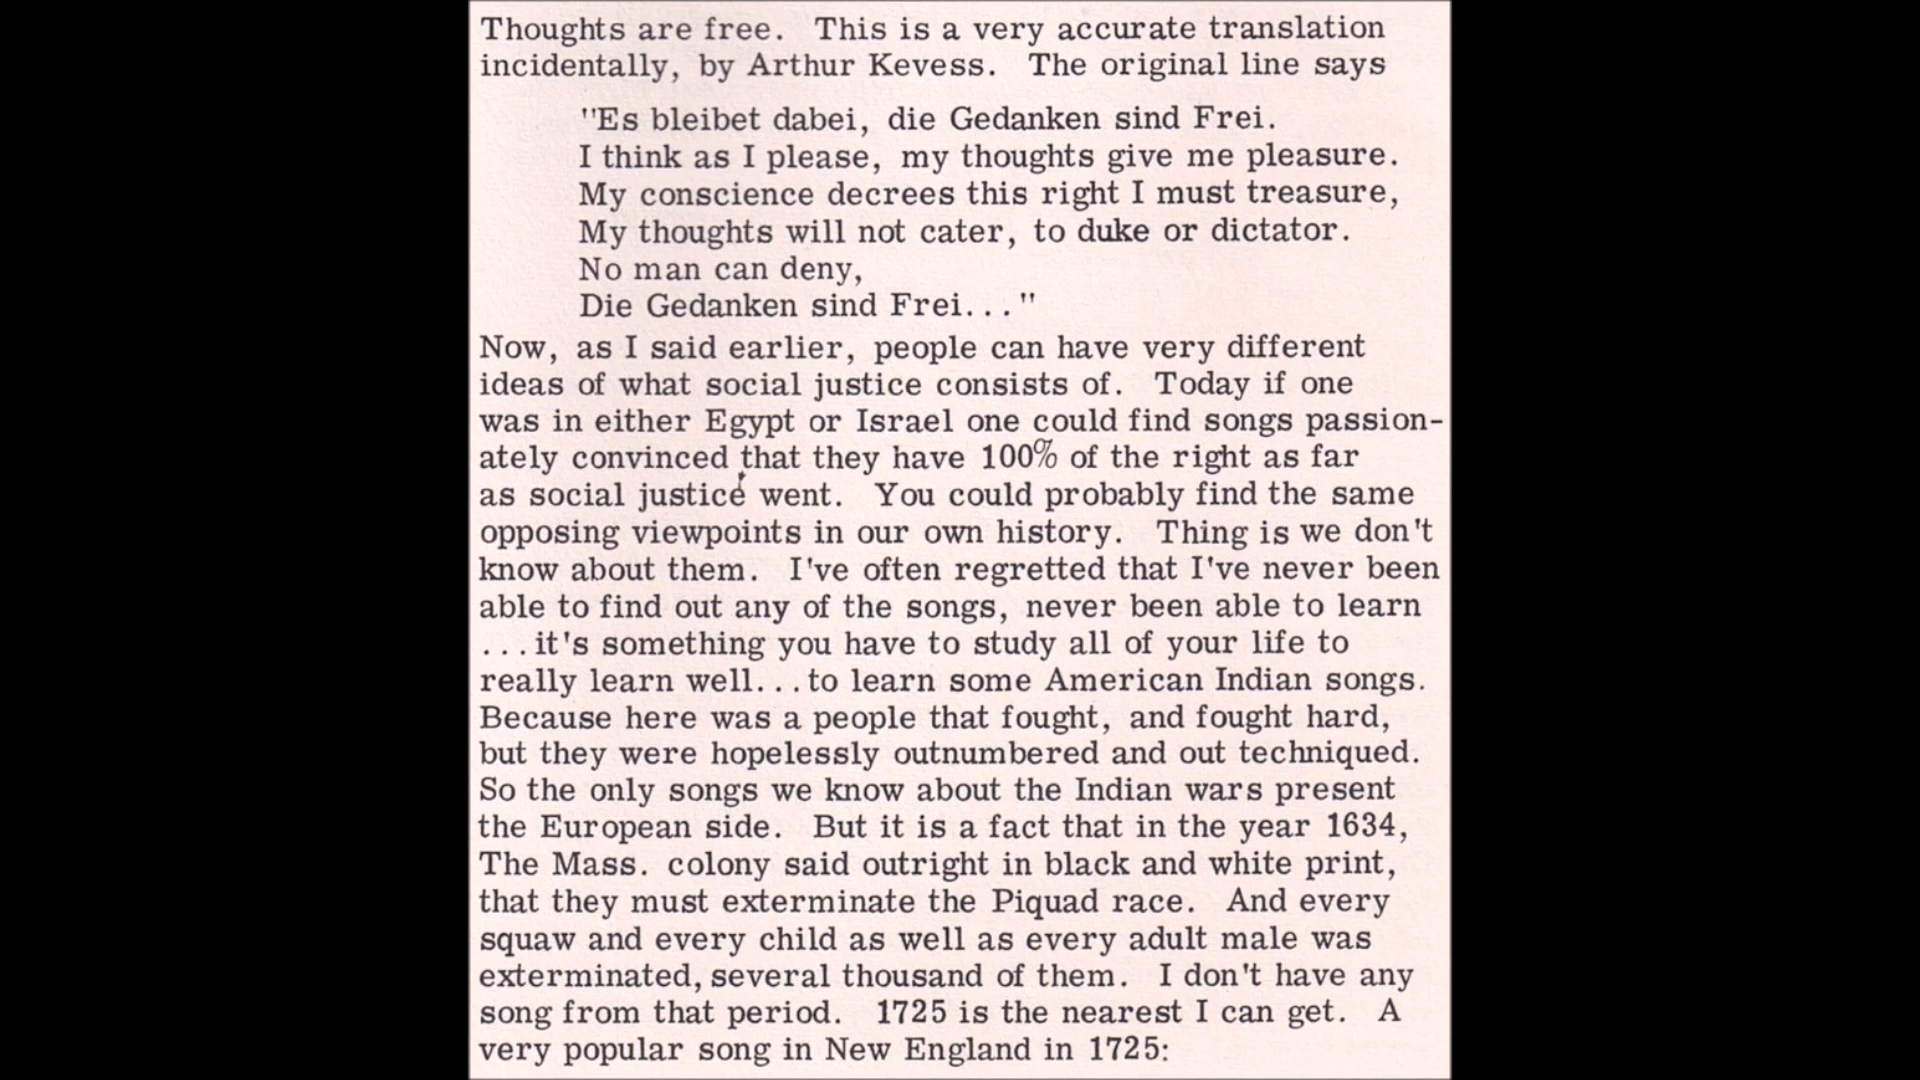 Thoughts are free. This is a very accurate translation
incidentally, by Arthur Kevess. The original line says
"Es bleibet dabei, die Gedanken sind Frei.
I think as I please, my thoughts give me pleasure.
My conscience decrees this right I must treasure,
My thoughts will not cater, to duke or dictator.
No man can deny,
Die Gedanken sind Frei..."
Now, as I said earlier, people can have very different
ideas of what social justice consists of. Today if one
was in either Egypt or Israel one could find songs passion-
ately convinced that they have 100% of the right as far
as social justice went. You could probably find the same
opposing viewpoints in our own history. Thing is we don't
know about them. I've often regretted that I've never been
able to find out any of the songs, never been able to learn
...it's something you have to study all of your life to
really learn well...to learn some American Indian songs.
Because here was a people that fought, and fought hard,
but they were hopelessly outnumbered and out techniqued.
So the only songs we know about the Indian wars present
the European side. But it is a fact that in the year 1634,
The Mass. colony said outright in black and white print,
that they must exterminate the Piquad race. And every
squaw and every child as well as every adult male was
exterminated, several thousand of them. I don't have any
song from that period. 1725 is the nearest I can get. A
very popular song in New England in 1725: